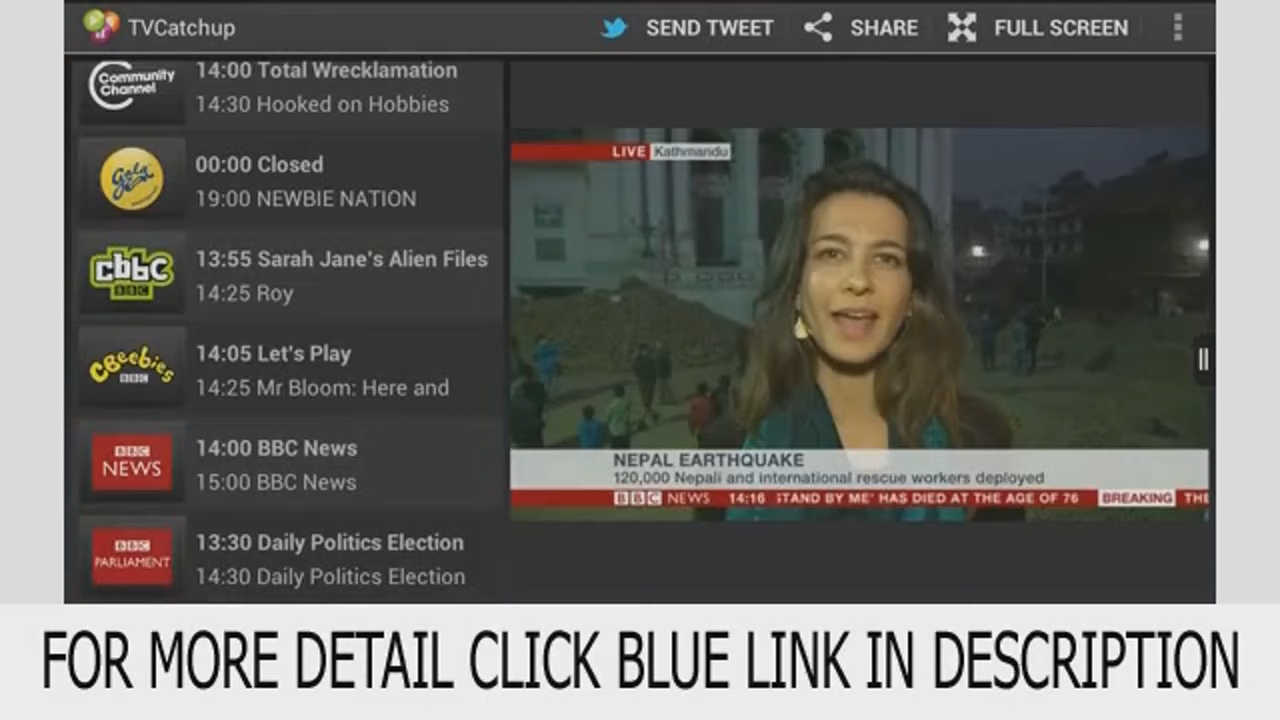 TVCatchup
SEND TWEET
SHARE
FULL SCREEN
Community
Channel
14:00 Total Wrecklamation
14:30 Hooked on Hobbies
00:00 Closed
19:00 NEWBIE NATION
cbbc
BBC
13:55 Sarah Jane's Alien Files
14:25 Roy
CBeebies
BBC
14:05 Let's Play
14:25 Mr Bloom: Here and
BBC
NEWS
14:00 BBC News
15:00 BBC News
BBC
PARLIAMENT
13:30 Daily Politics Election
14:30 Daily Politics Election
LIVE Kathmandu
NEPAL EARTHQUAKE
120,000 Nepali and international rescue workers deployed
BBC NEWS 14:16 STAND BY ME' HAS DIED AT THE AGE OF 76 BREAKING THE
FOR MORE DETAIL CLICK BLUE LINK IN DESCRIPTION